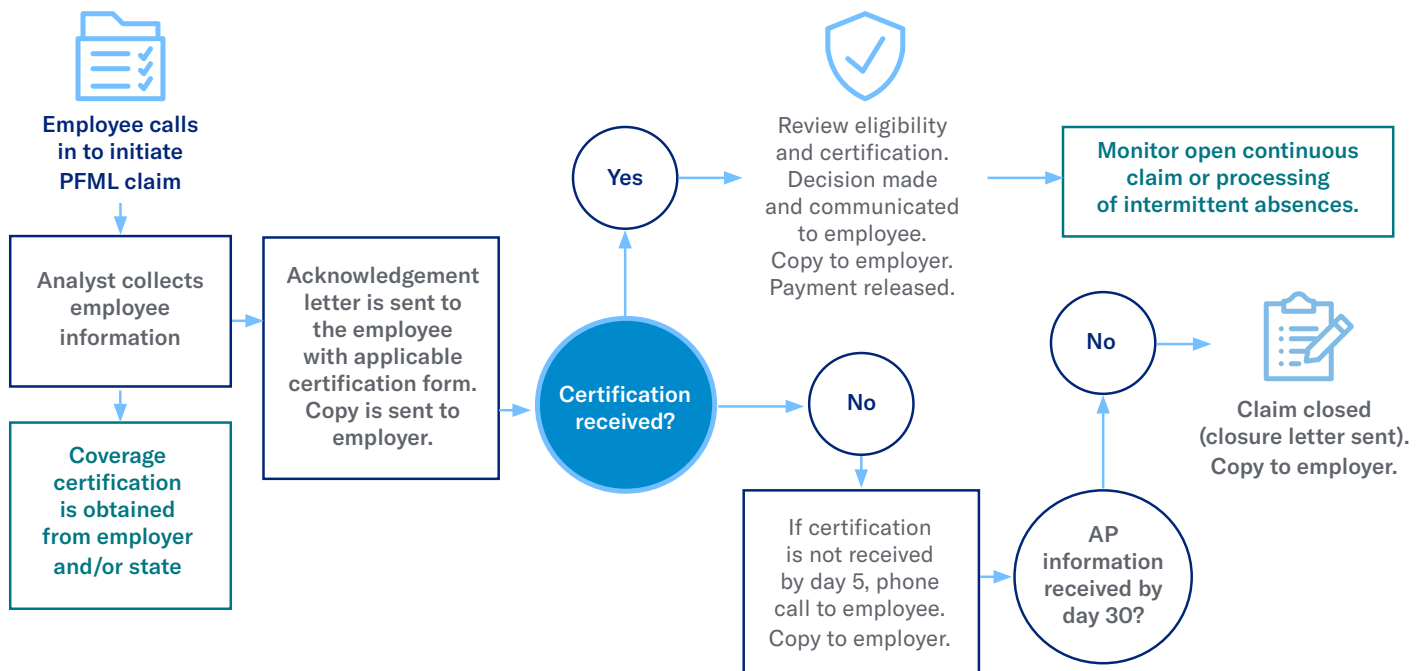 Employee calls
in to initiate
PFML claim
Analyst collects
employee
information
Coverage
certification
is obtained
from employer
and/or state
Acknowledgement
letter is sent to
the employee
with applicable
certification form.
Copy is sent to
employer.
Certification
received?
Yes
Review eligibility
and certification.
Decision made
and communicated
to employee.
Copy to employer.
Payment released.
Monitor open continuous
claim or processing
of intermittent absences.
No
If certification
is not received
by day 5, phone
call to employee.
Copy to employer.
AP
information
received by
day 30?
No
Claim closed
(closure letter sent).
Copy to employer.